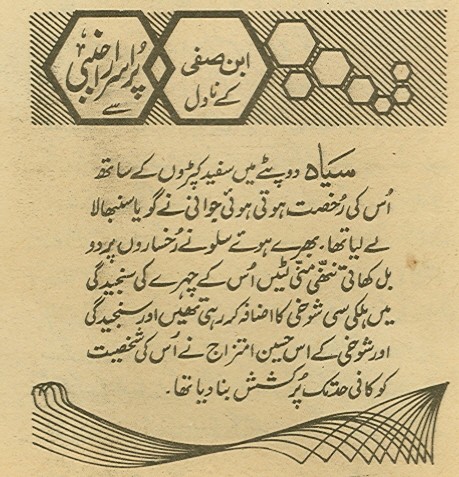 ابن صفی
کے ناول
پُراسرار اجنبی
سے
سیاہ دوپٹے میں سفید کپڑوں کے ساتھ
اُس کی رُخصت ہوتی ہوئی جوانی نے گویا سنبھالا
لے لیا تھا۔ بھرے ہوئے سلونے رُخساروں پر دو
بل کھاتی ننھّی منّی لٹیں اُس کے چہرے کی سنجیدگی
میں ہلکی سی شوخی کا اضافہ کر رہی تھیں اور سنجیدگی
اور شوخی کے اس حسین امتزاج نے اُس کی شخصیت
کو کافی حد تک پُرکشش بنا دیا تھا۔